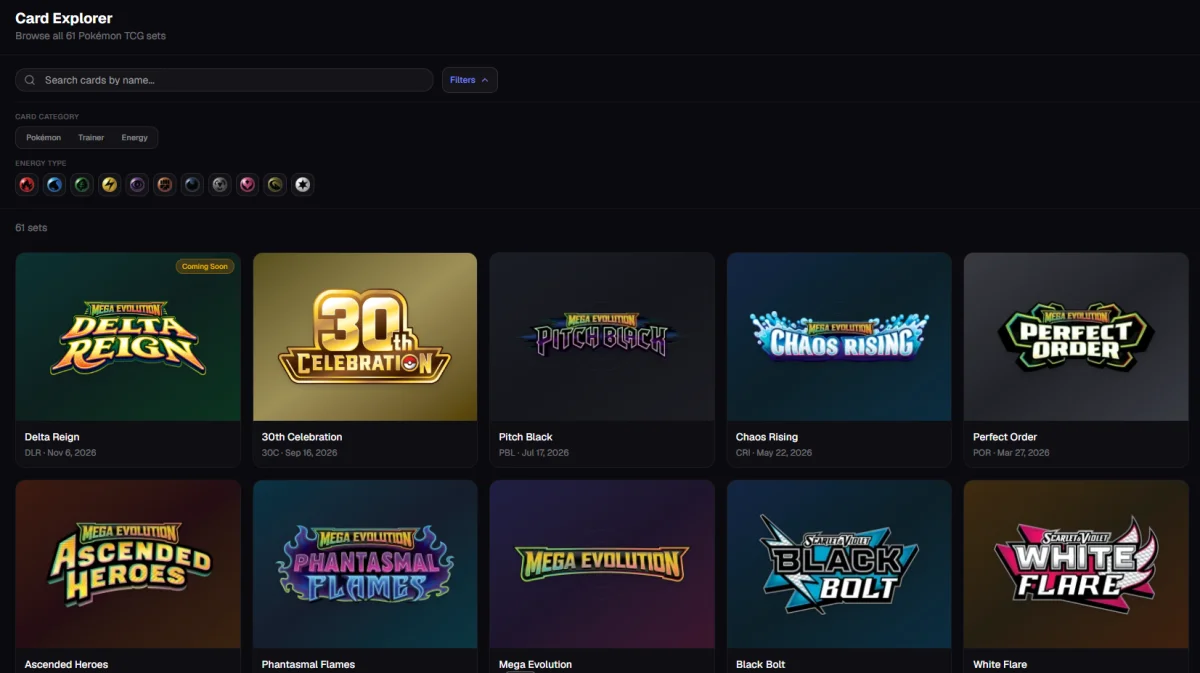 Card Explorer
Browse all 61 Pokémon TCG sets
Search cards by name...
Filters
CARD CATEGORY
Pokémon Trainer Energy
ENERGY TYPE
61 sets
Coming Soon
MEGA EVOLUTION
DELTA
REIGN
30th
CELEBRATION
MEGA EVOLUTION
PITCH BLACK
MEGA EVOLUTION
CHAOS RISING
MEGA EVOLUTION
PERFECT
ORDER
Delta Reign
DLR · Nov 6, 2026
30th Celebration
30C · Sep 16, 2026
Pitch Black
PBL · Jul 17, 2026
Chaos Rising
CRI · May 22, 2026
Perfect Order
POR · Mar 27, 2026
MEGA EVOLUTION
ASCENDED
HEROES
MEGA EVOLUTION
PHANTASMAL
FLAMES
MEGA EVOLUTION
SCARLET & VIOLET
BLACK
BOLT
SCARLET & VIOLET
WHITE
FLARE
Ascended Heroes
Phantasmal Flames
Mega Evolution
Black Bolt
White Flare